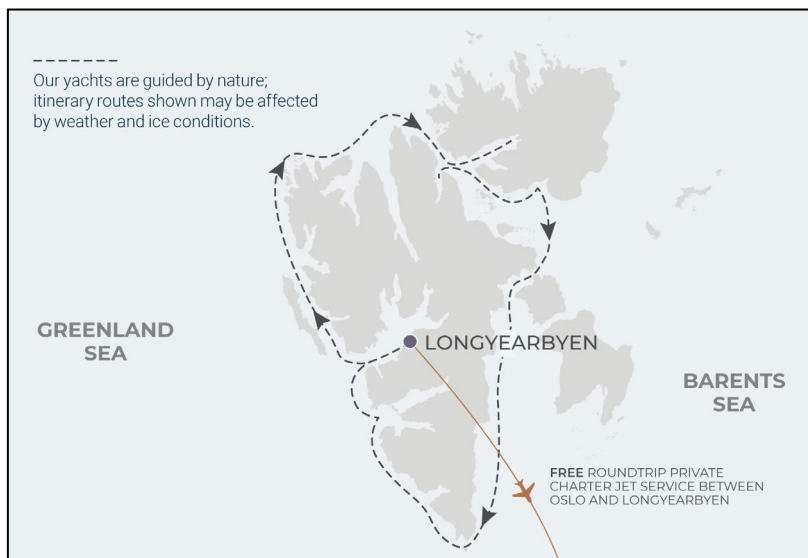 Our yachts are guided by nature;
itinerary routes shown may be affected
by weather and ice conditions.
GREENLAND
SEA
LONGYEARBYEN
BARENTS
SEA
FREE ROUNDTRIP PRIVATE
CHARTER JET SERVICE BETWEEN
OSLO AND LONGYEARBYEN